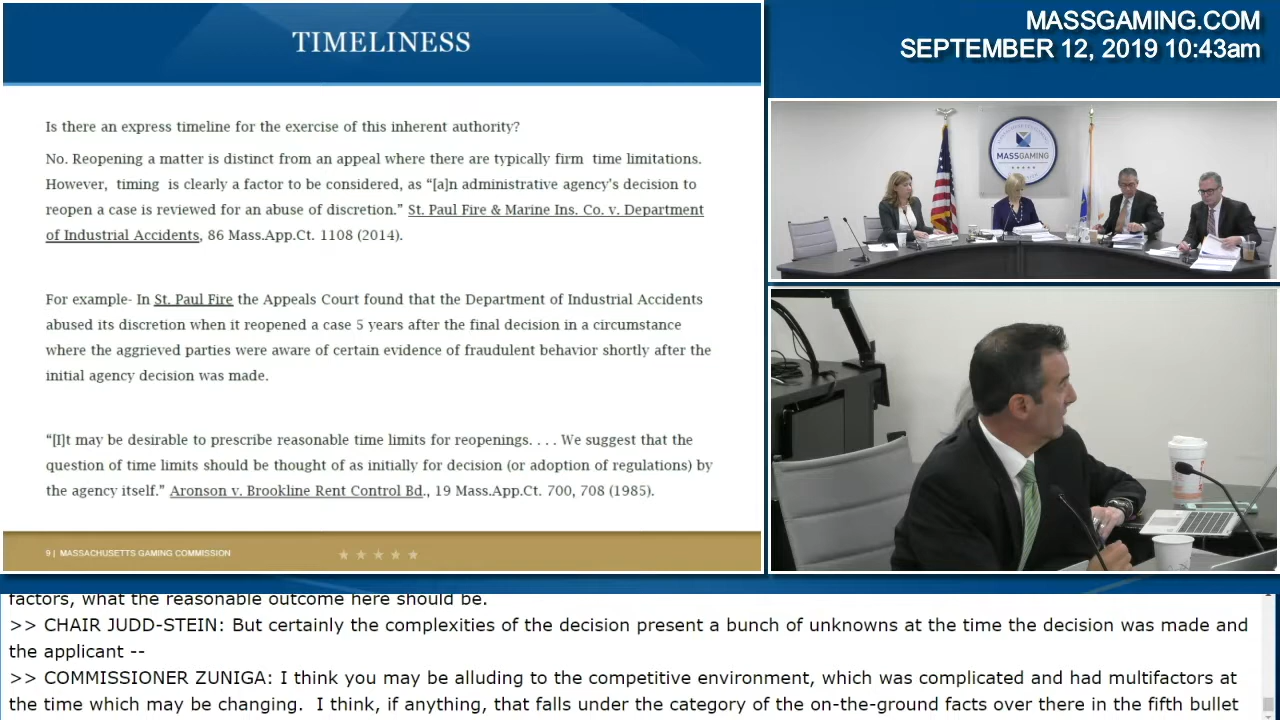 TIMELINESS
Is there an express timeline for the exercise of this inherent authority?
No. Reopening a matter is distinct from an appeal where there are typically firm time limitations.
However, timing is clearly a factor to be considered, as “[a]n administrative agency’s decision to
reopen a case is reviewed for an abuse of discretion.” St. Paul Fire & Marine Ins. Co. v. Department
of Industrial Accidents, 86 Mass.App.Ct. 1108 (2014).
For example- In St. Paul Fire the Appeals Court found that the Department of Industrial Accidents
abused its discretion when it reopened a case 5 years after the final decision in a circumstance
where the aggrieved parties were aware of certain evidence of fraudulent behavior shortly after the
initial agency decision was made.
“[I]t may be desirable to prescribe reasonable time limits for reopenings. . . . We suggest that the
question of time limits should be thought of as initially for decision (or adoption of regulations) by
the agency itself.” Aronson v. Brookline Rent Control Bd., 19 Mass.App.Ct. 700, 708 (1985).
9 | MASSACHUSETTS GAMING COMMISSION
MASSGAMING.COM
SEPTEMBER 12, 2019 10:43am
MASSGAMING
factors, what the reasonable outcome here should be.
>> CHAIR JUDD-STEIN: But certainly the complexities of the decision present a bunch of unknowns at the time the decision was made and
the applicant --
>> COMMISSIONER ZUNIGA: I think you may be alluding to the competitive environment, which was complicated and had multifactors at
the time which may be changing.  I think, if anything, that falls under the category of the on-the-ground facts over there in the fifth bullet